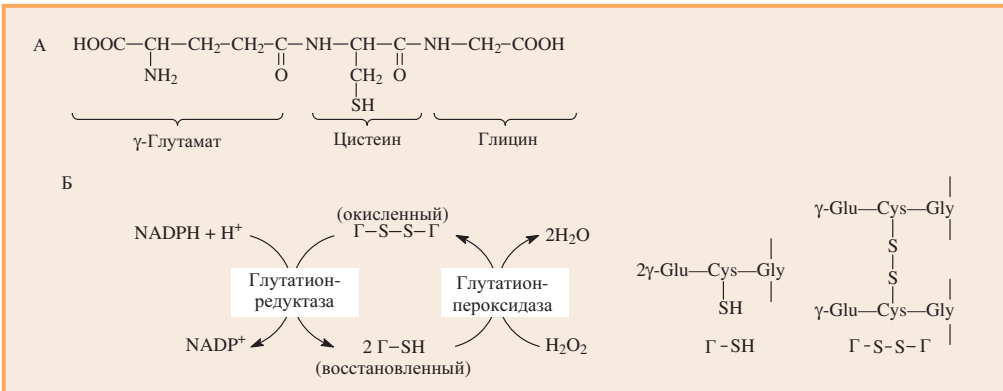 А
HOOC—CH—CH₂—CH₂C—NH—CH—C—NH—CH₂—COOH
NH₂ O CH₂ O
SH
γ-Глутамат Цистеин Глицин
Б
(окисленный)
NADPH + H⁺ Г–S–S–Г 2H₂O
Глутатион-
редуктаза
Глутатион-
пероксидаза
NADP⁺ 2 Г–SH H₂O₂
(восстановленный)
2γ-Glu—Cys—Gly
SH
Г -SH
γ-Glu—Cys—Gly
S
S
γ-Glu—Cys—Gly
Г -S-S- Г